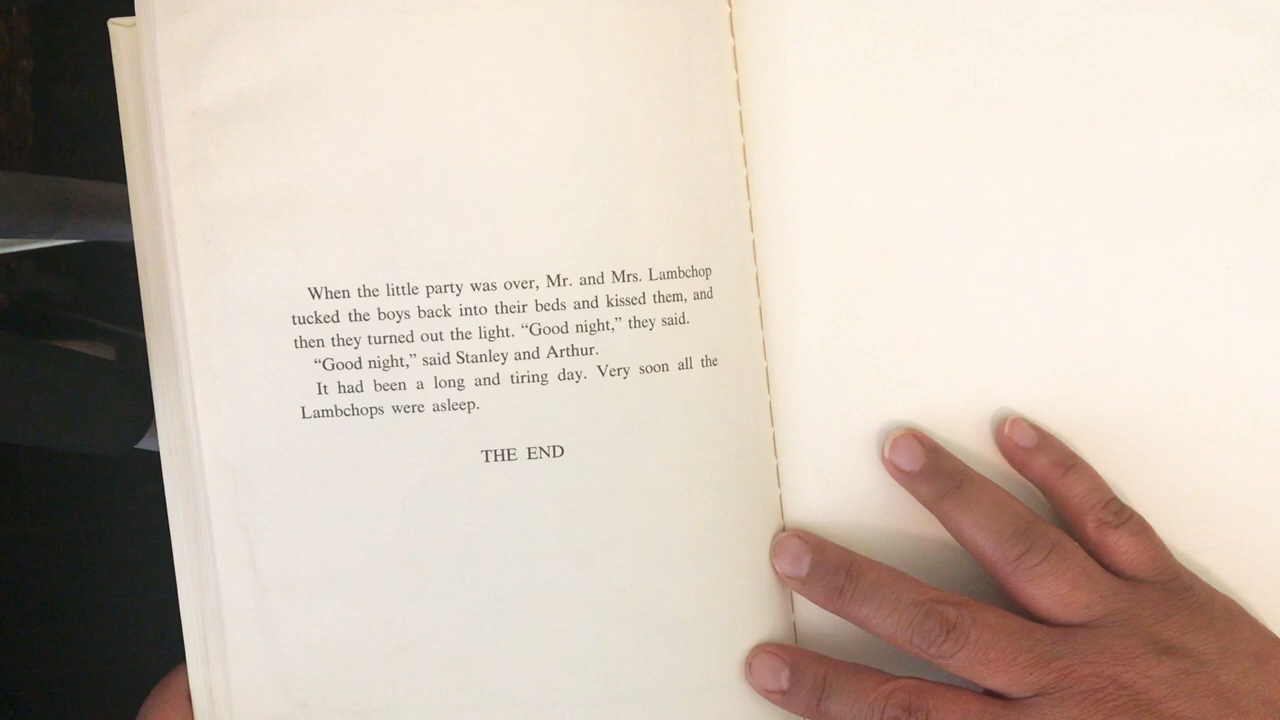 When the little party was over, Mr. and Mrs. Lambchop
tucked the boys back into their beds and kissed them, and
then they turned out the light. “Good night,” they said.
“Good night,” said Stanley and Arthur.
It had been a long and tiring day. Very soon all the
Lambchops were asleep.
THE END